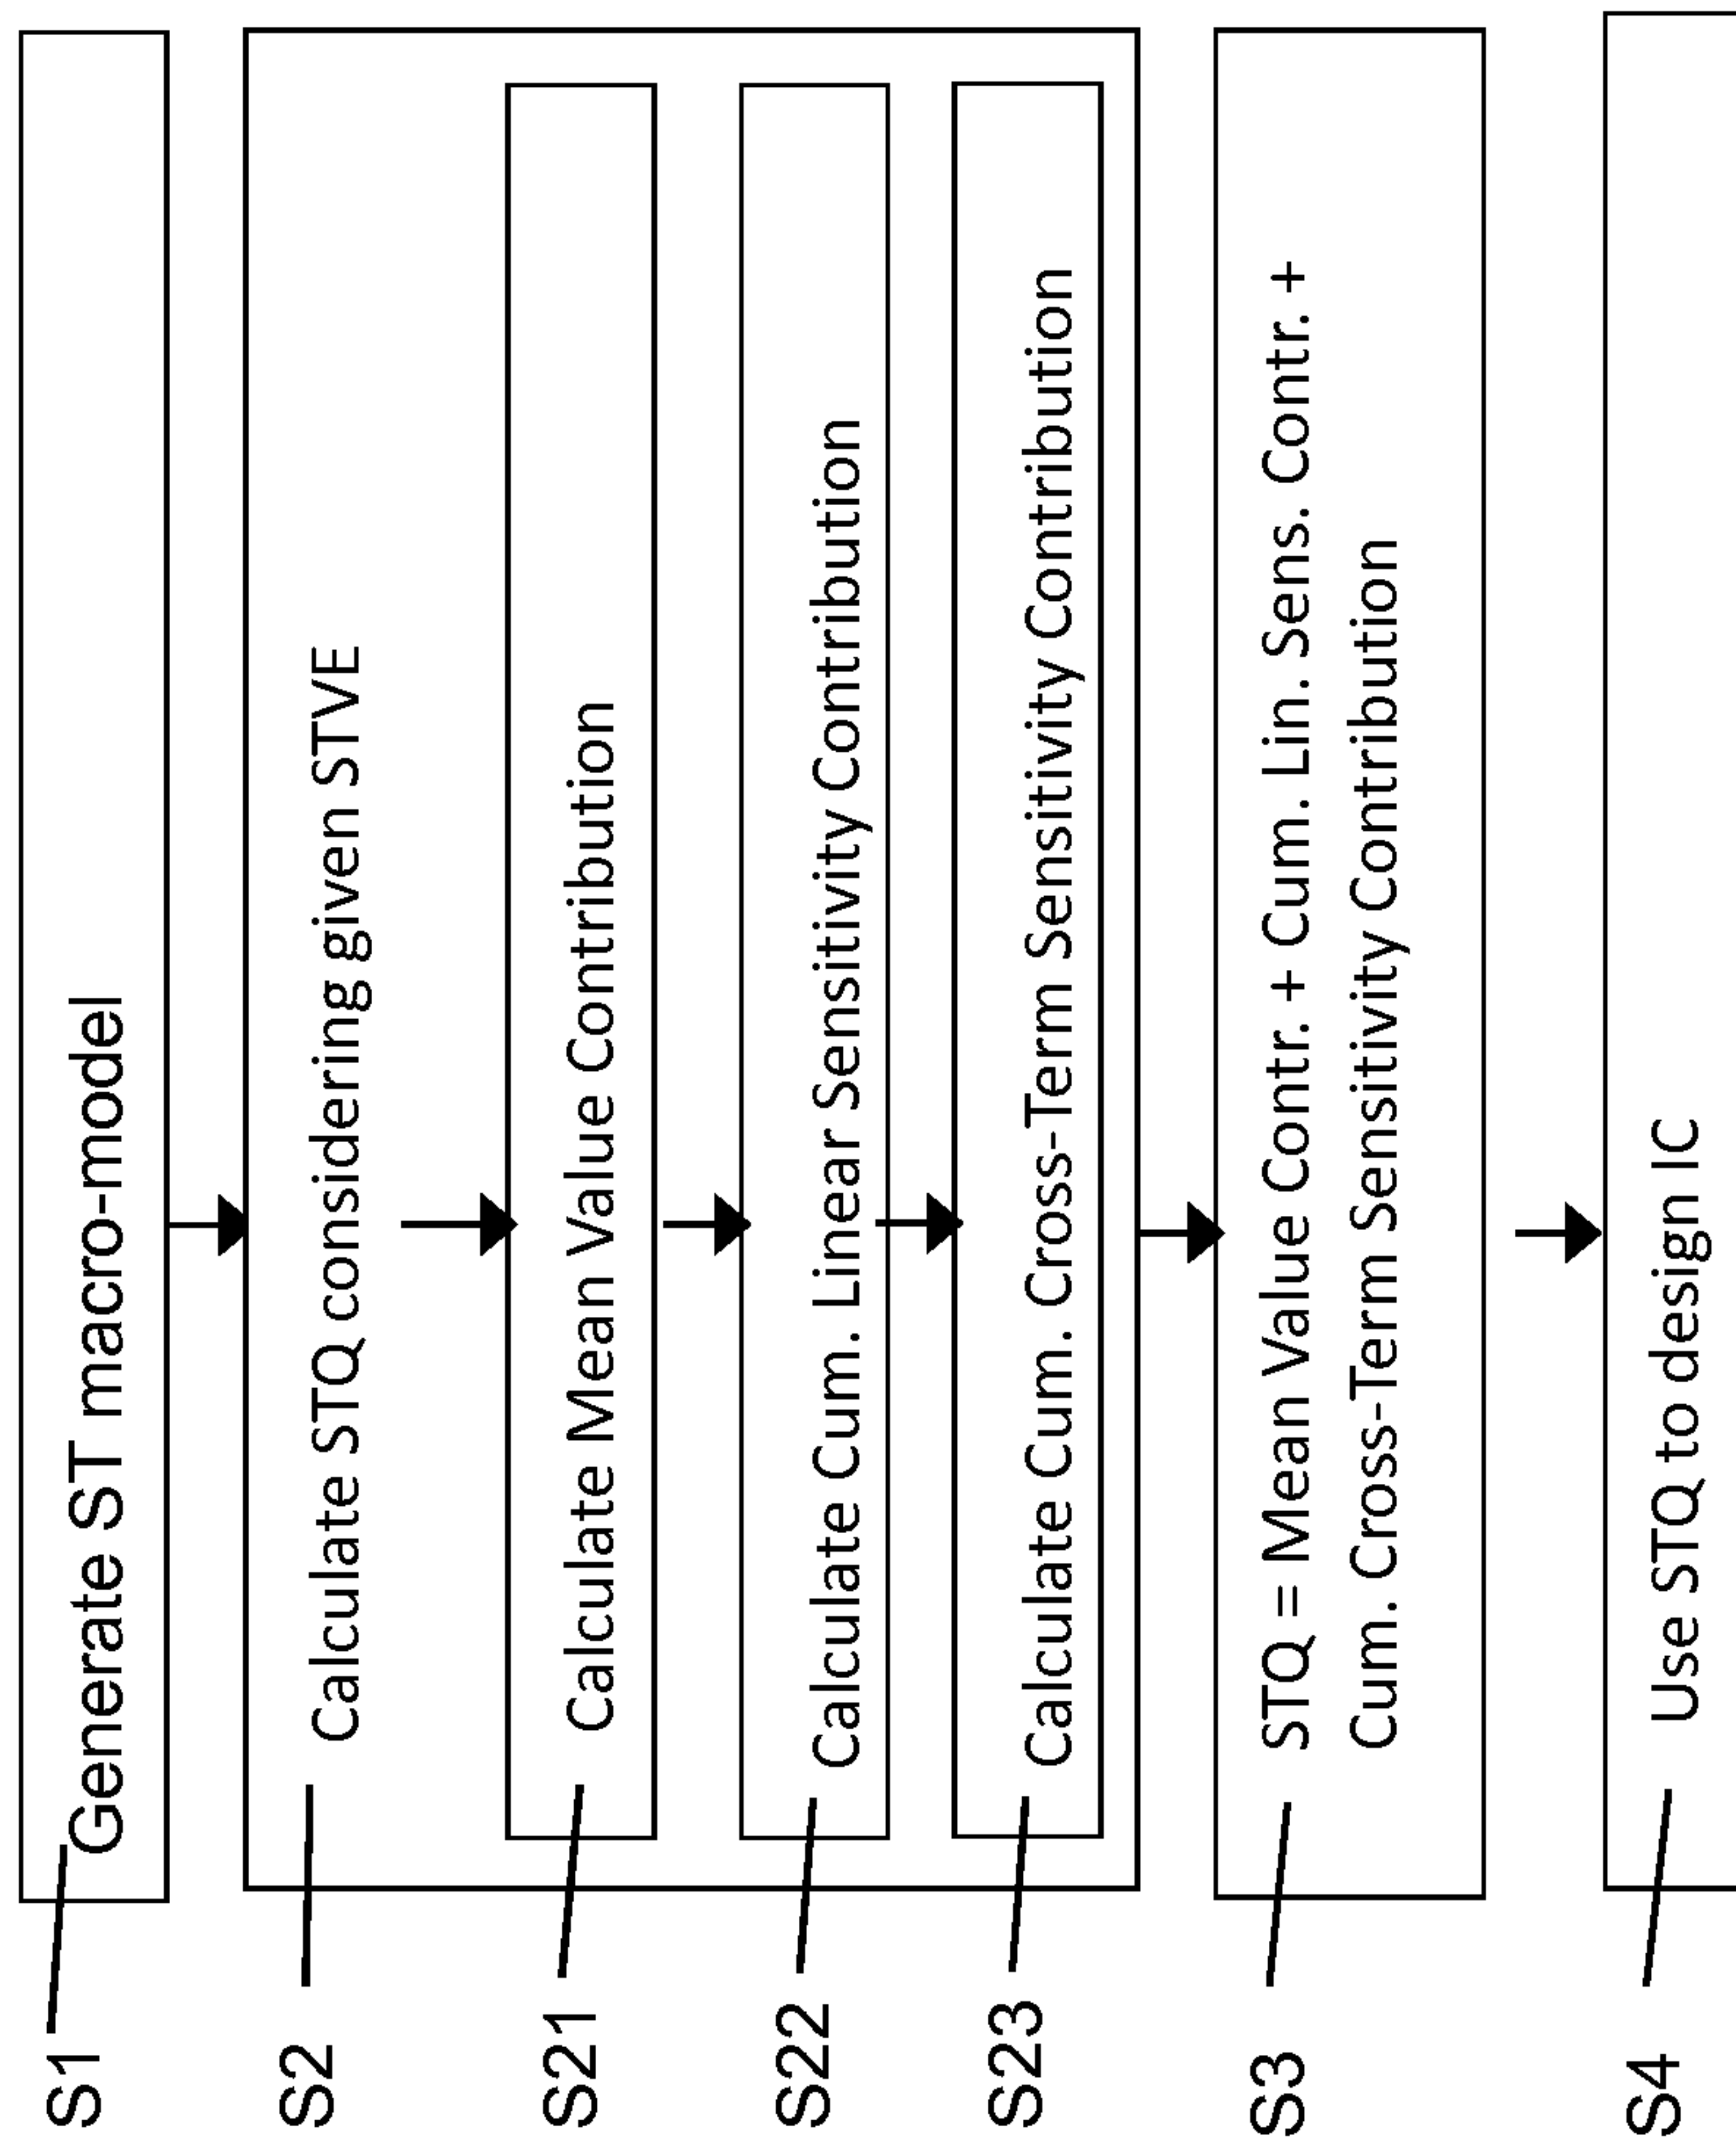 S1
Generate ST macro-model
S2
Calculate STQ considering given STVE
S21
Calculate Mean Value Contribution
S22
Calculate Cum. Linear Sensitivity Contribution
S23
Calculate Cum. Cross-Term Sensitivity Contribution
S3
STQ = Mean Value Contr. + Cum. Lin. Sens. Contr. +
Cum. Cross-Term Sensitivity Contribution
S4
Use STQ to design IC